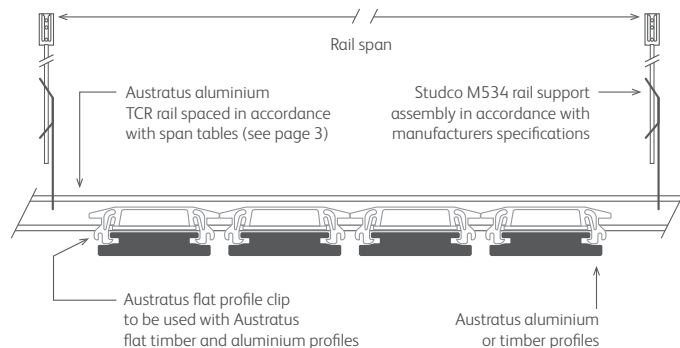 Rail span
Austratus aluminium
TCR rail spaced in accordance
with span tables (see page 3)
Studco M534 rail support
assembly in accordance with
manufacturers specifications
Austratus flat profile clip
to be used with Austratus
flat timber and aluminium profiles
Austratus aluminium
or timber profiles